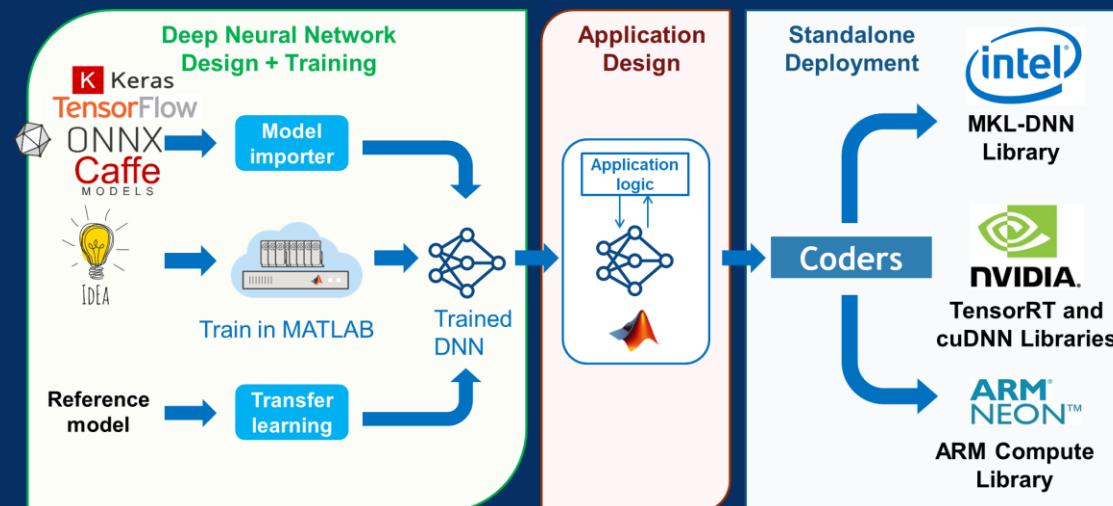 Deep Neural Network
Design + Training
K Keras
TensorFlow
ONNX
Caffe
MODELS
Model
importer
IDEA
Train in MATLAB
Trained
DNN
Reference
model
Transfer
learning
Application
Design
Application
logic
Standalone
Deployment
Coders
intel
MKL-DNN
Library
NVIDIA.
TensorRT and
cuDNN Libraries
ARM®
NEON™
ARM Compute
Library